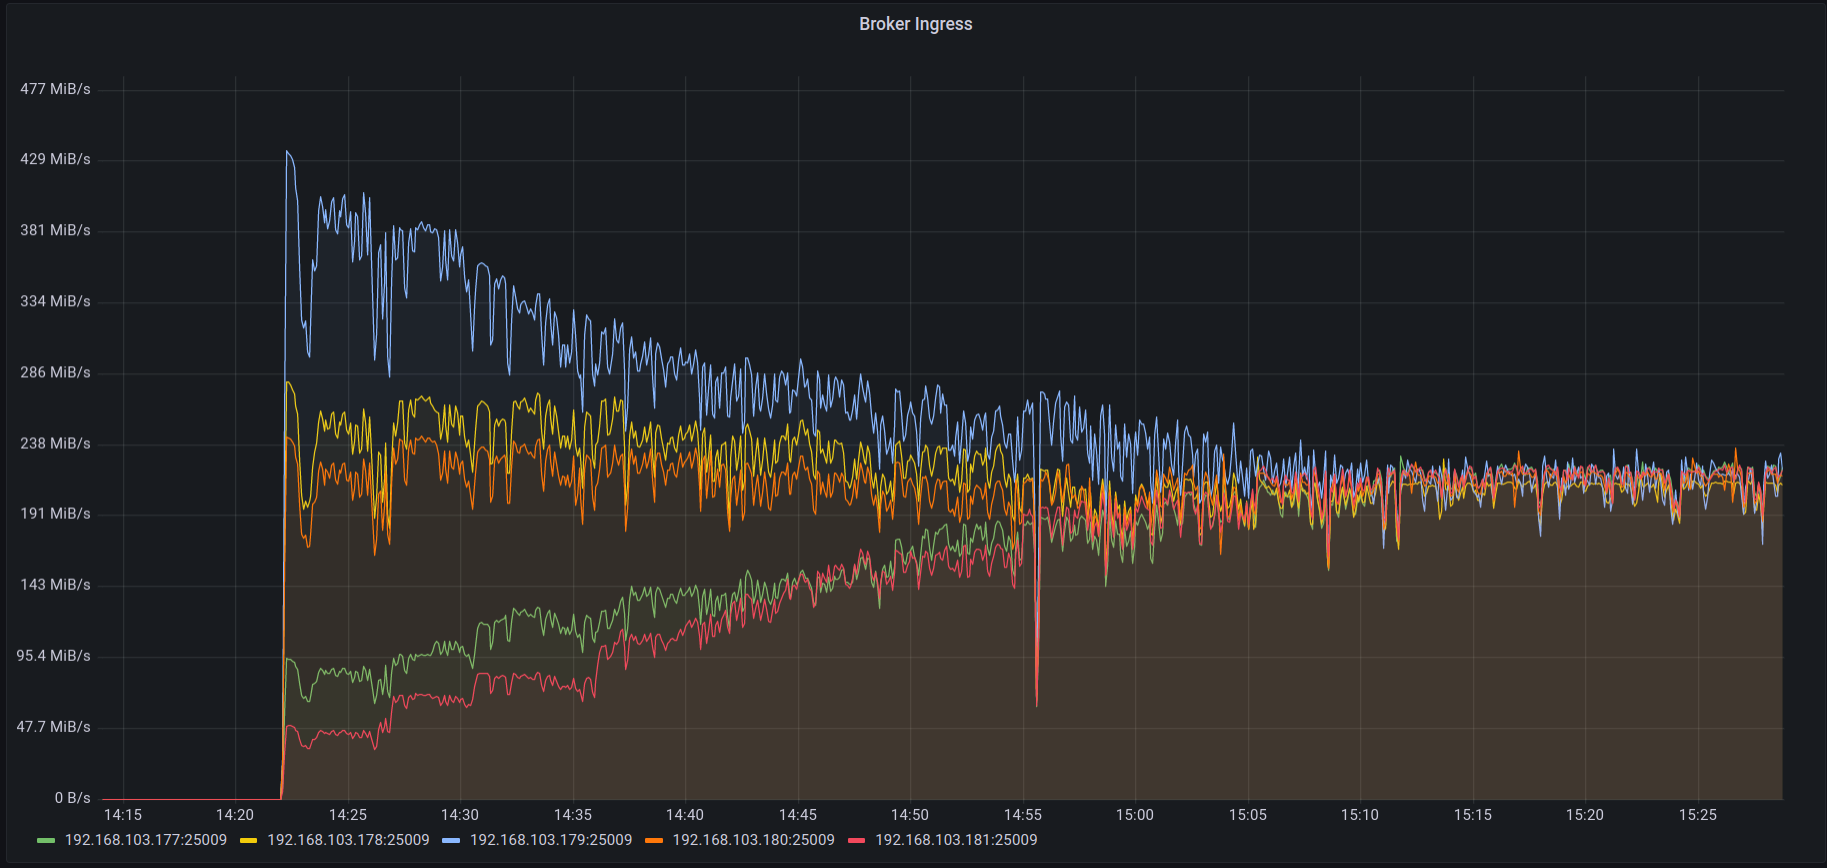 Broker Ingress
477 MiB/s
429 MiB/s
381 MiB/s
334 MiB/s
286 MiB/s
238 MiB/s
191 MiB/s
143 MiB/s
95.4 MiB/s
47.7 MiB/s
0 B/s
14:15 14:20 14:25 14:30 14:35 14:40 14:45 14:50 14:55 15:00 15:05 15:10 15:15 15:20 15:25
192.168.103.177:25009 192.168.103.178:25009 192.168.103.179:25009 192.168.103.180:25009 192.168.103.181:25009